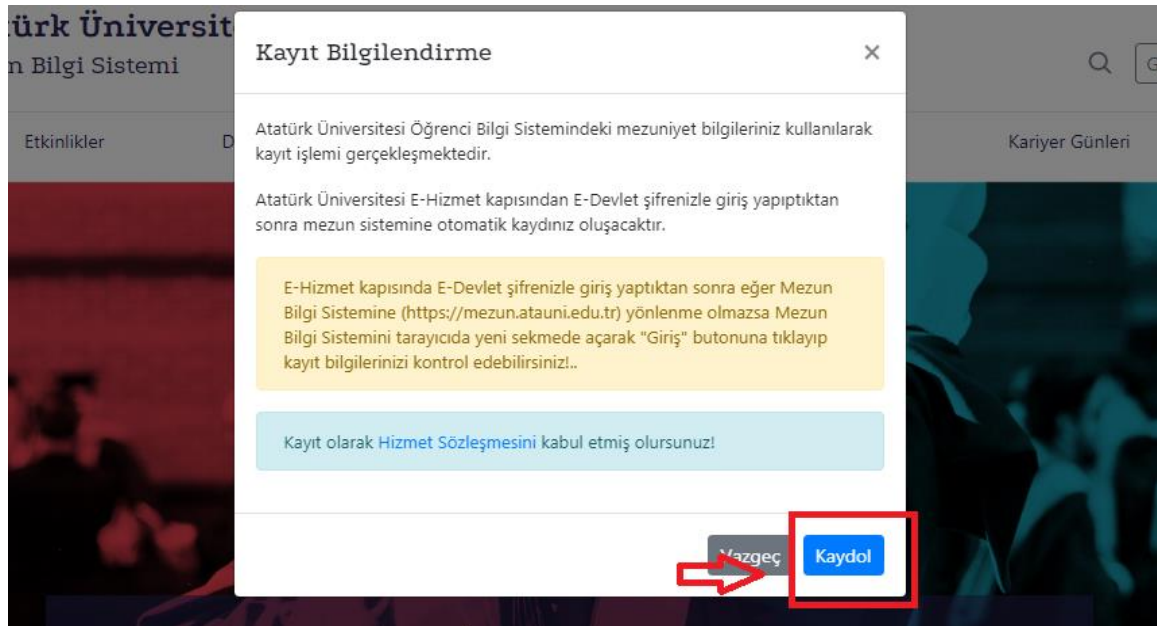 türk Üniversit
n Bilgi Sistemi
Etkinlikler
Kariyer Günleri
Kayıt Bilgilendirme
Atatürk Üniversitesi Öğrenci Bilgi Sistemindeki mezuniyet bilgileriniz kullanılarak
kayıt işlemi gerçekleşmektedir.
Atatürk Üniversitesi E-Hizmet kapısından E-Devlet şifrenizle giriş yapıptıktan
sonra mezun sistemine otomatik kaydınız oluşacaktır.
E-Hizmet kapısında E-Devlet şifrenizle giriş yaptıktan sonra eğer Mezun
Bilgi Sistemine (https://mezun.atauni.edu.tr) yönlenme olmazsa Mezun
Bilgi Sistemini tarayıcıda yeni sekmede açarak "Giriş" butonuna tıklayıp
kayıt bilgilerinizi kontrol edebilirsiniz!..
Kayıt olarak Hizmet Sözleşmesini kabul etmiş olursunuz!
Vazgeç
Kaydol